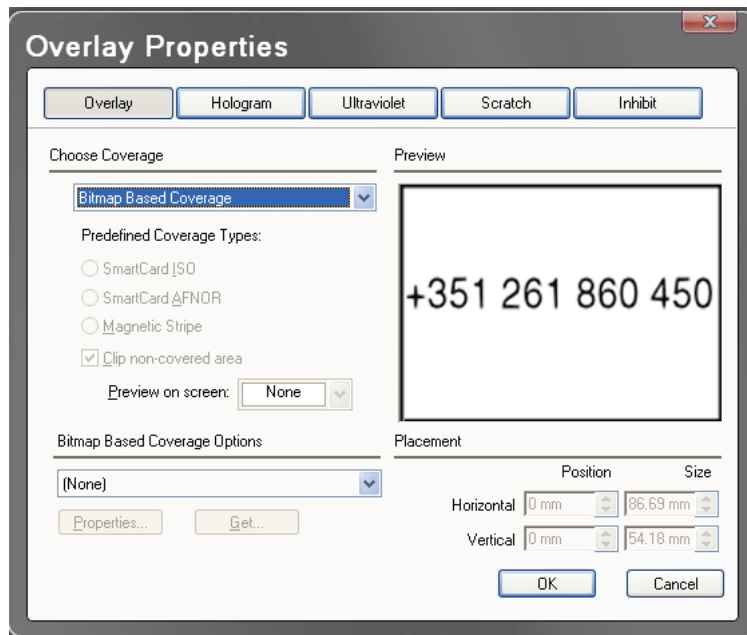 Overlay Properties
Overlay Hologram Ultraviolet Scratch Inhibit
Choose Coverage
Bitmap Based Coverage
Predefined Coverage Types:
SmartCard ISO
SmartCard AFNOR
Magnetic Stripe
Clip non-covered area
Preview on screen: None
Preview
+351 261 860 450
Bitmap Based Coverage Options
(None)
Properties... Get...
Placement
Position Size
Horizontal 0 mm 86.69 mm
Vertical 0 mm 54.18 mm
OK Cancel